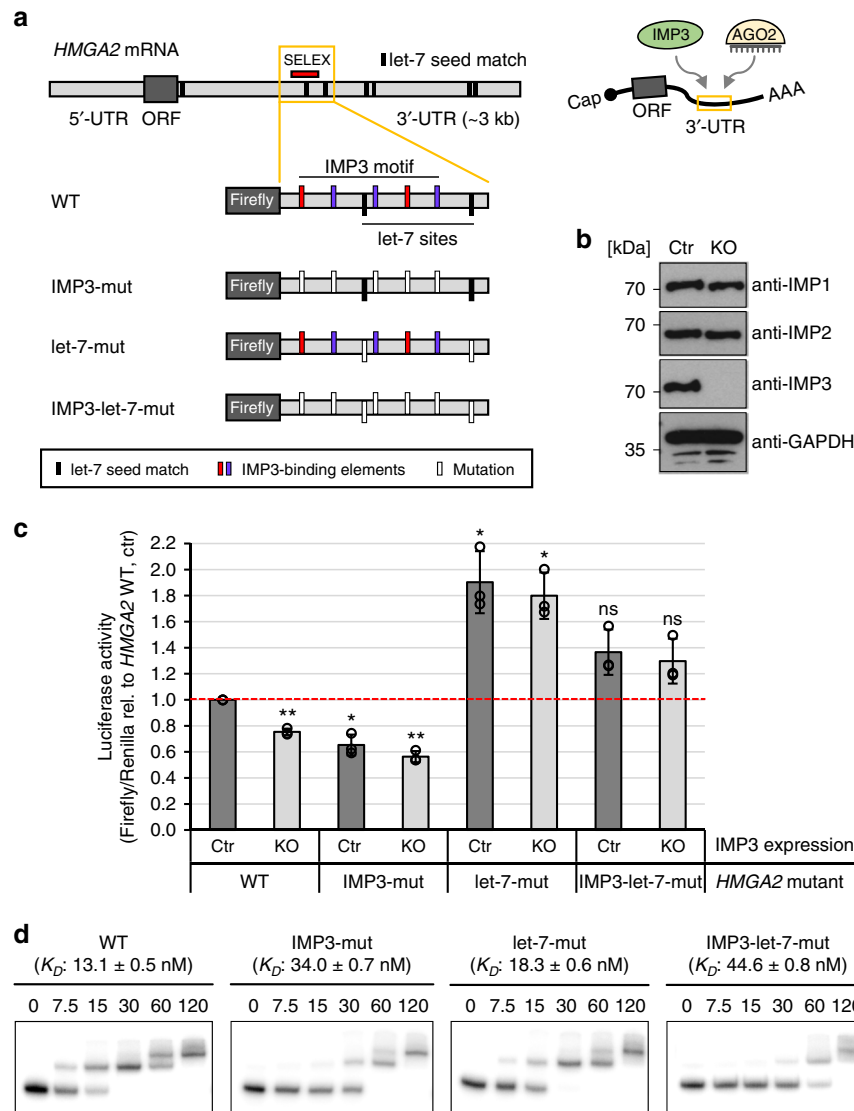 a
HMGA2 mRNA
SELEX
let-7 seed match
5′-UTR
ORF
3′-UTR (~3 kb)
IMP3
AGO2
Cap
ORF
3′-UTR
AAA
IMP3 motif
WT
Firefly
let-7 sites
IMP3-mut
Firefly
let-7-mut
Firefly
IMP3-let-7-mut
Firefly
let-7 seed match
IMP3-binding elements
Mutation
b
[kDa] Ctr KO
70 anti-IMP1
70 anti-IMP2
70 anti-IMP3
35 anti-GAPDH
c
Luciferase activity
(Firefly/Renilla rel. to HMGA2 WT, ctr)
2.2
2.0
1.8
1.6
1.4
1.2
1.0
0.8
0.6
0.4
0.2
0.0
** * ** * * ns ns
Ctr KO Ctr KO Ctr KO Ctr KO IMP3 expression
WT IMP3-mut let-7-mut IMP3-let-7-mut HMGA2 mutant
d
WT
(KD: 13.1 ± 0.5 nM)
0 7.5 15 30 60 120
IMP3-mut
(KD: 34.0 ± 0.7 nM)
0 7.5 15 30 60 120
let-7-mut
(KD: 18.3 ± 0.6 nM)
0 7.5 15 30 60 120
IMP3-let-7-mut
(KD: 44.6 ± 0.8 nM)
0 7.5 15 30 60 120